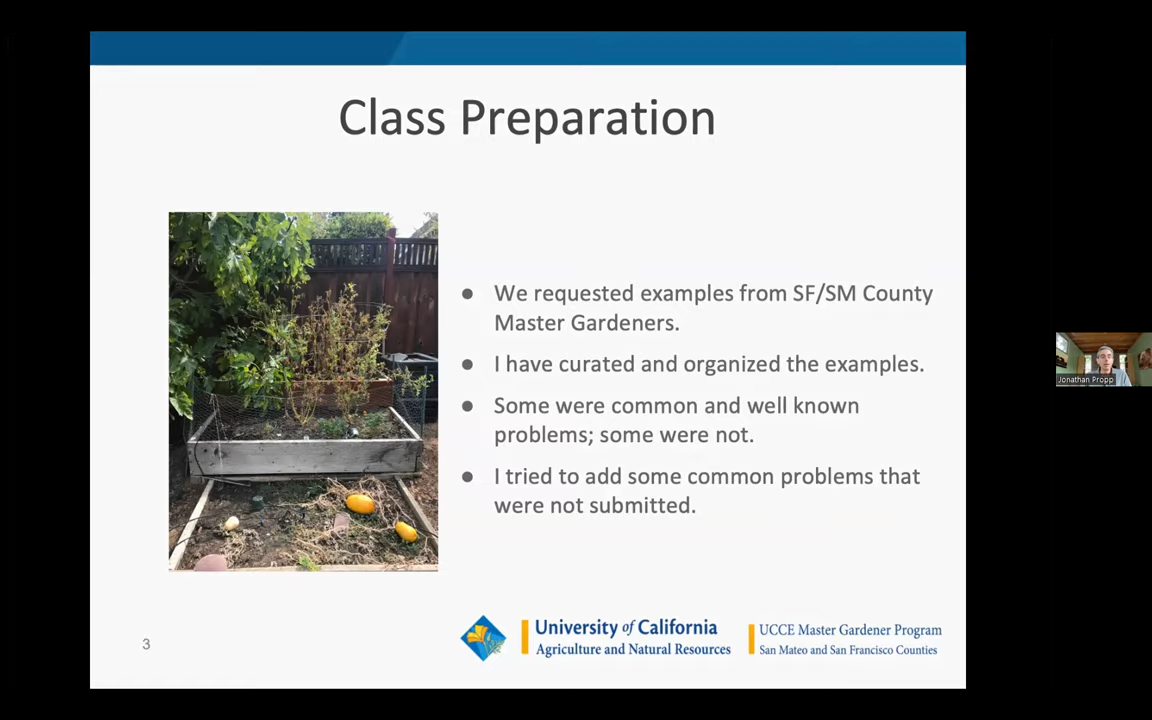 Class Preparation
● We requested examples from SF/SM County
Master Gardeners.
● I have curated and organized the examples.
● Some were common and well known
problems; some were not.
● I tried to add some common problems that
were not submitted.
Jonathan Propp
3
University of California
Agriculture and Natural Resources
UCCE Master Gardener Program
San Mateo and San Francisco Counties